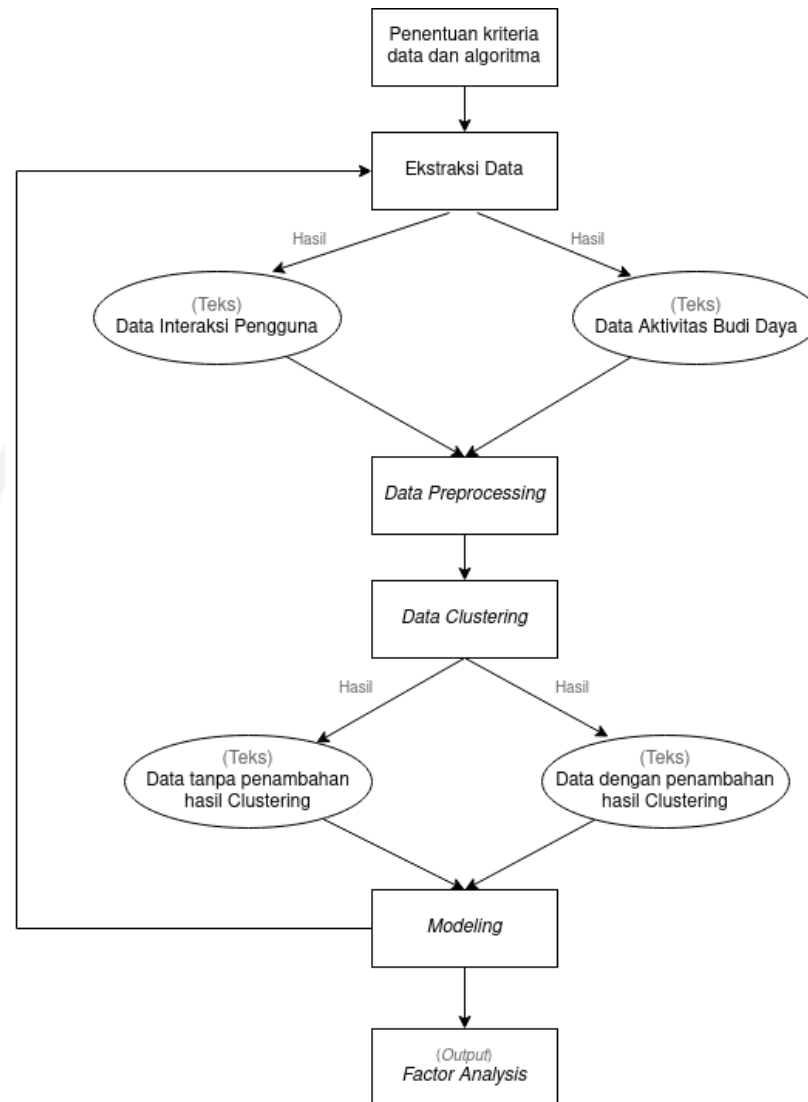 Penentuan kriteria
data dan algoritma
Ekstraksi Data
Hasil
Hasil
(Teks)
Data Interaksi Pengguna
(Teks)
Data Aktivitas Budi Daya
Data Preprocessing
Data Clustering
Hasil
Hasil
(Teks)
Data tanpa penambahan
hasil Clustering
(Teks)
Data dengan penambahan
hasil Clustering
Modeling
(Output)
Factor Analysis